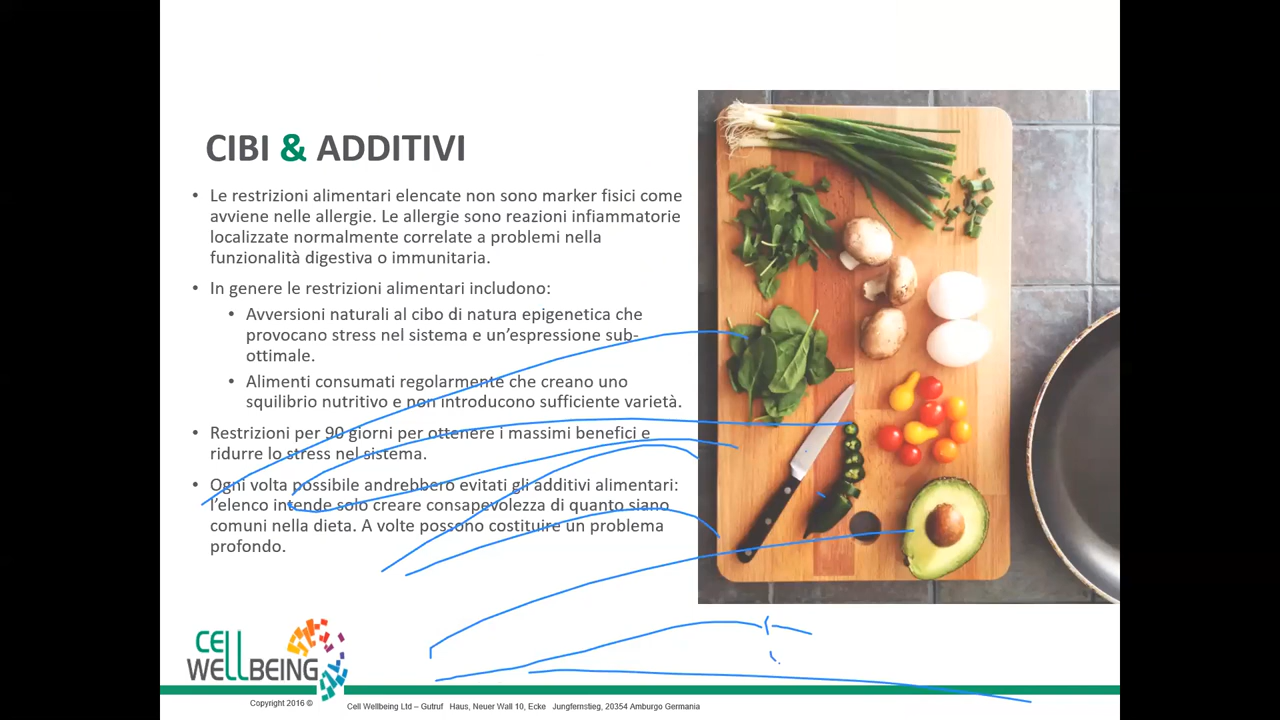 CIBI & ADDITIVI
• Le restrizioni alimentari elencate non sono marker fisici come
avviene nelle allergie. Le allergie sono reazioni infiammatorie
localizzate normalmente correlate a problemi nella
funzionalità digestiva o immunitaria.
• In genere le restrizioni alimentari includono:
• Avversioni naturali al cibo di natura epigenetica che
provocano stress nel sistema e un'espressione sub-
ottimale.
• Alimenti consumati regolarmente che creano uno
squilibrio nutritivo e non introducono sufficiente varietà.
• Restrizioni per 90 giorni per ottenere i massimi benefici e
ridurre lo stress nel sistema.
• Ogni volta possibile andrebbero evitati gli additivi alimentari:
l'elenco intende solo creare consapevolezza di quanto siano
comuni nella dieta. A volte possono costituire un problema
profondo.
CELL
WELLBEING
Copyright 2016 ©
Cell Wellbeing Ltd – Gutruf Haus, Neuer Wall 10, Ecke Jungfernstieg, 20354 Amburgo Germania